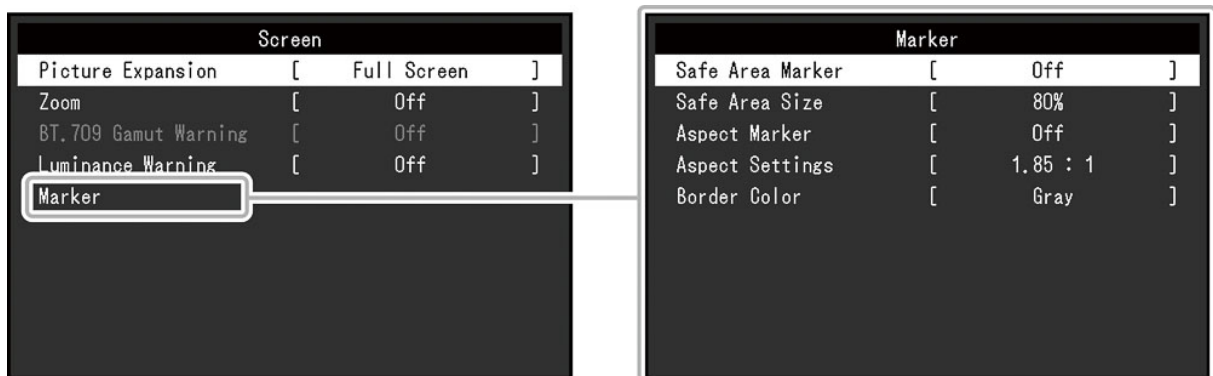 Screen
Picture Expansion [ Full Screen ]
Zoom [ Off ]
BT.709 Gamut Warning [ Off ]
Luminance Warning [ Off ]
Marker
Marker
Safe Area Marker [ Off ]
Safe Area Size [ 80% ]
Aspect Marker [ Off ]
Aspect Settings [ 1.85 : 1 ]
Border Color [ Gray ]